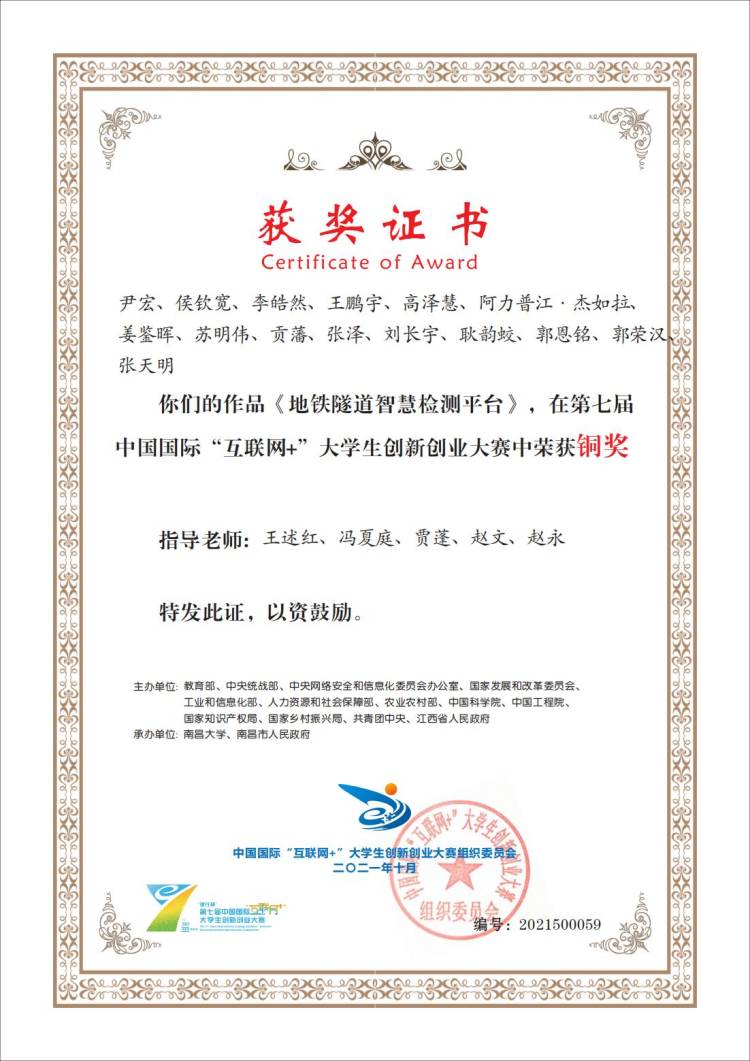 获奖证书
Certificate of Award
尹宏、侯钦宽、李皓然、王鹏宇、高泽慧、阿力普江·杰如拉、
姜鉴晖、苏明伟、贡藩、张泽、刘长宇、耿韵蛟、郭恩铭、郭荣汉、
张天明
你们的作品《地铁隧道智慧检测平台》，在第七届
中国国际“互联网+”大学生创新创业大赛中荣获铜奖
指导老师：王述红、冯夏庭、贾蓬、赵文、赵永
特发此证，以资鼓励。
主办单位：教育部、中央统战部、中央网络安全和信息化委员会办公室、国家发展和改革委员会、
工业和信息化部、人力资源和社会保障部、农业农村部、中国科学院、中国工程院、
国家知识产权局、国家乡村振兴局、共青团中央、江西省人民政府
承办单位：南昌大学、南昌市人民政府
中国国际“互联网+”大学生创新创业大赛组织委员会
二〇二一年十月
中国国际“互联网+”大学生创新创业大赛
组织委员会
第七届中国国际互联网+
大学生创新创业大赛
编号：2021500059